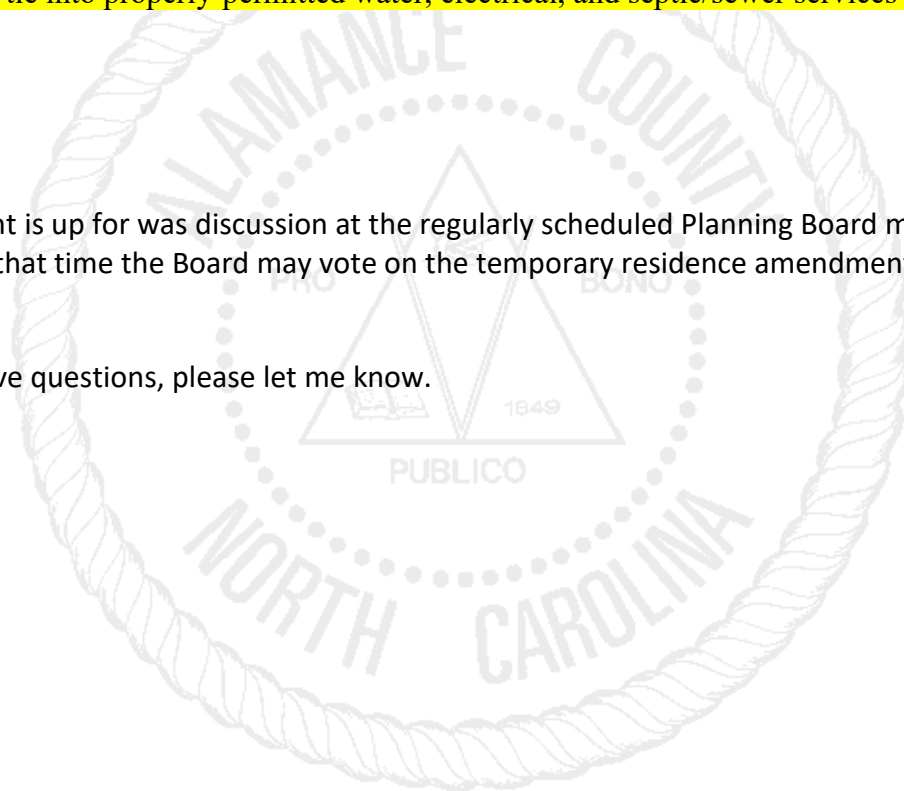 tie into properly permitted water, electrical, and septic/sewer services
ALAMANCE COUNTY
nt is up for was discussion at the regularly scheduled Planning Board m
that time the Board may vote on the temporary residence amendment
PRO BONO
ve questions, please let me know.
1849
PUBLICO
NORTH CAROLINA